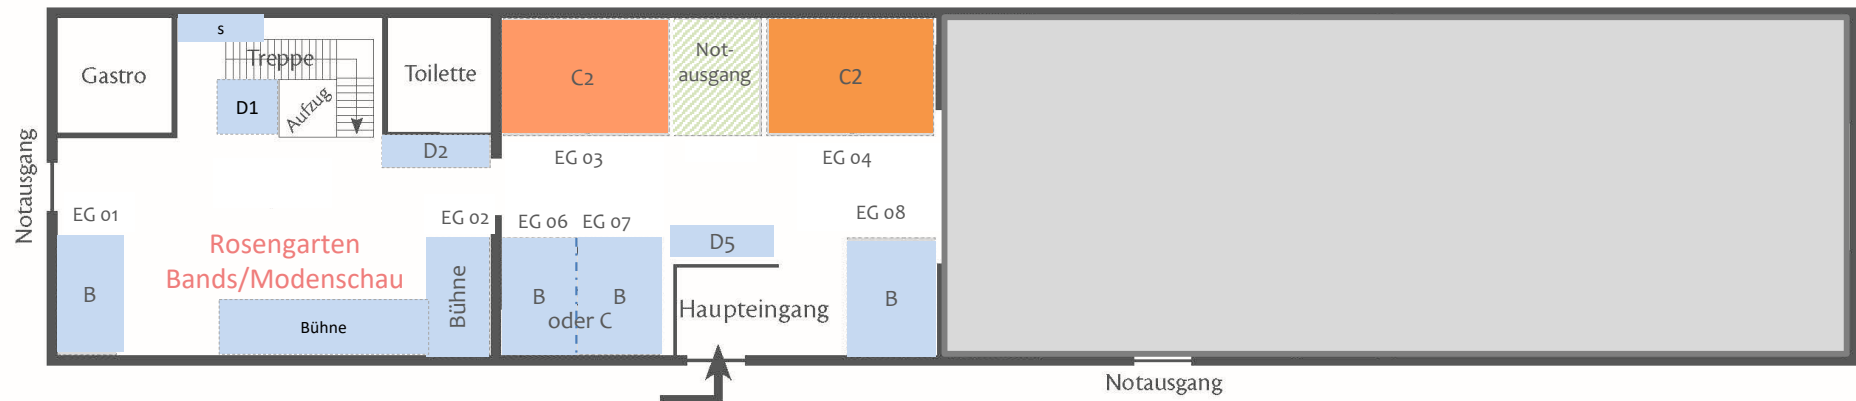 s
Treppe
Gastro
Toilette
D1
Aufzug
D2
C2
Not-
ausgang
C2
EG 03
EG 04
Notausgang
EG 01
EG 02
EG 06
EG 07
EG 08
Rosengarten
Bands/Modenschau
D5
B
Bühne
Bühne
B
B
oder C
Haupteingang
B
Notausgang